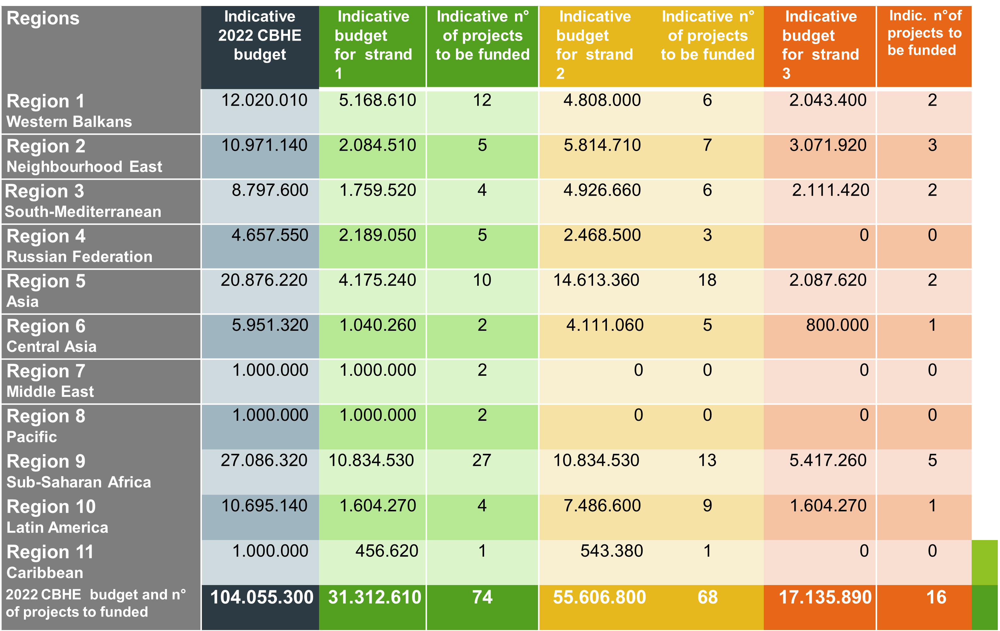 Regions
Indicative
2022 CBHE
budget
Indicative
budget
for strand
1
Indicative n°
of projects
to be funded
Indicative
budget
for strand
2
Indicative n°
of projects
to be funded
Indicative
budget
for strand
3
Indic. n°of
projects to
be funded
Region 1
Western Balkans
12.020.010 5.168.610 12 4.808.000 6 2.043.400 2
Region 2
Neighbourhood East
10.971.140 2.084.510 5 5.814.710 7 3.071.920 3
Region 3
South-Mediterranean
8.797.600 1.759.520 4 4.926.660 6 2.111.420 2
Region 4
Russian Federation
4.657.550 2.189.050 5 2.468.500 3 0 0
Region 5
Asia
20.876.220 4.175.240 10 14.613.360 18 2.087.620 2
Region 6
Central Asia
5.951.320 1.040.260 2 4.111.060 5 800.000 1
Region 7
Middle East
1.000.000 1.000.000 2 0 0 0 0
Region 8
Pacific
1.000.000 1.000.000 2 0 0 0 0
Region 9
Sub-Saharan Africa
27.086.320 10.834.530 27 10.834.530 13 5.417.260 5
Region 10
Latin America
10.695.140 1.604.270 4 7.486.600 9 1.604.270 1
Region 11
Caribbean
1.000.000 456.620 1 543.380 1 0 0
2022 CBHE budget and n°
of projects to funded
104.055.300 31.312.610 74 55.606.800 68 17.135.890 16